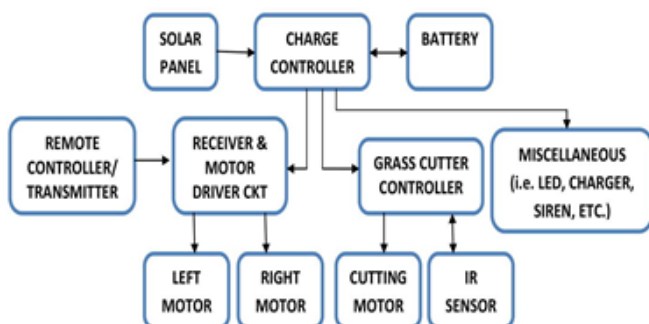 SOLAR
PANEL
CHARGE
CONTROLLER
BATTERY
REMOTE
CONTROLLER/
TRANSMITTER
RECEIVER &
MOTOR
DRIVER CKT
GRASS CUTTER
CONTROLLER
MISCELLANEOUS
(i.e. LED, CHARGER,
SIREN, ETC.)
LEFT
MOTOR
RIGHT
MOTOR
CUTTING
MOTOR
IR
SENSOR